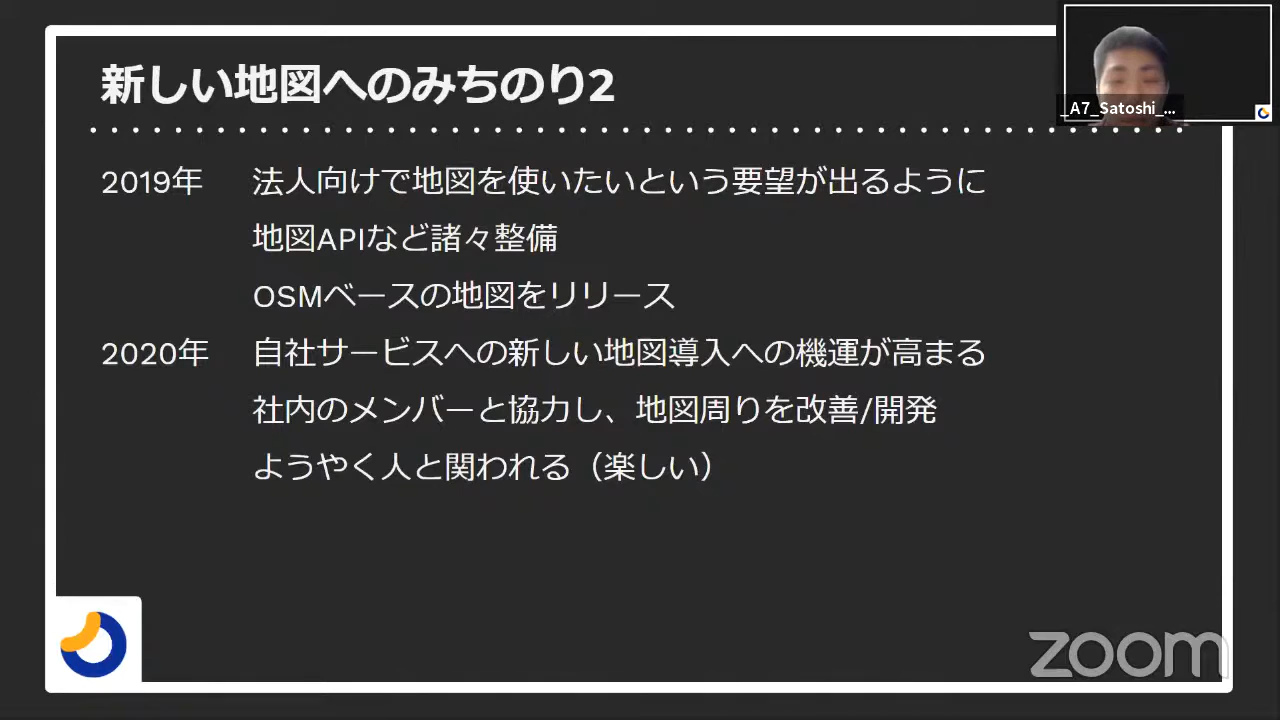 新しい地図へのみちのり2
_A7_Satoshi_...
2019年 法人向けで地図を使いたいという要望が出るように
地図APIなど諸々整備
OSMベースの地図をリリース
2020年 自社サービスへの新しい地図導入への機運が高まる
社内のメンバーと協力し、地図周りを改善/開発
ようやく人と関われる（楽しい）
zoom